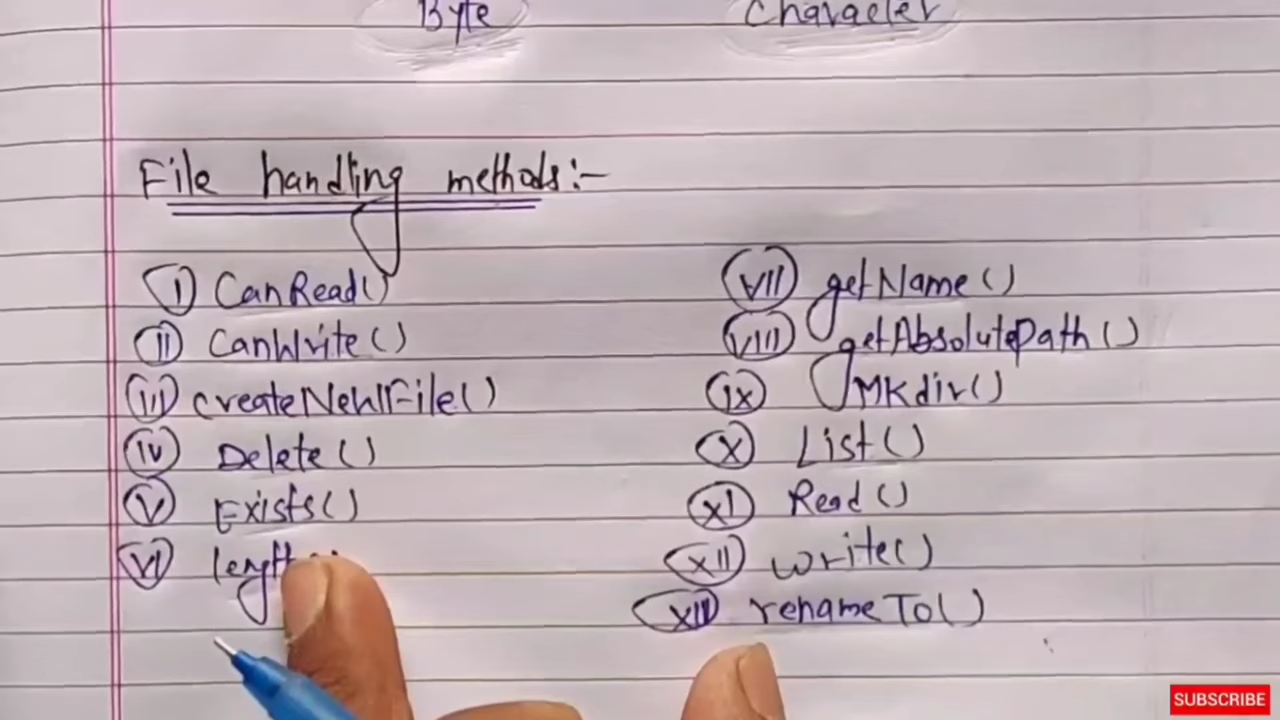 Byte Character
File handling methods:-
(i) CanRead()
(ii) CanWrite()
(iii) createNewFile()
(iv) Delete()
(v) Exists()
(vi) length
(vii) getName()
(viii) getAbsolutePath()
(ix) MKdir()
(x) List()
(xi) Read()
(xii) write()
(xiii) renameTo()
SUBSCRIBE